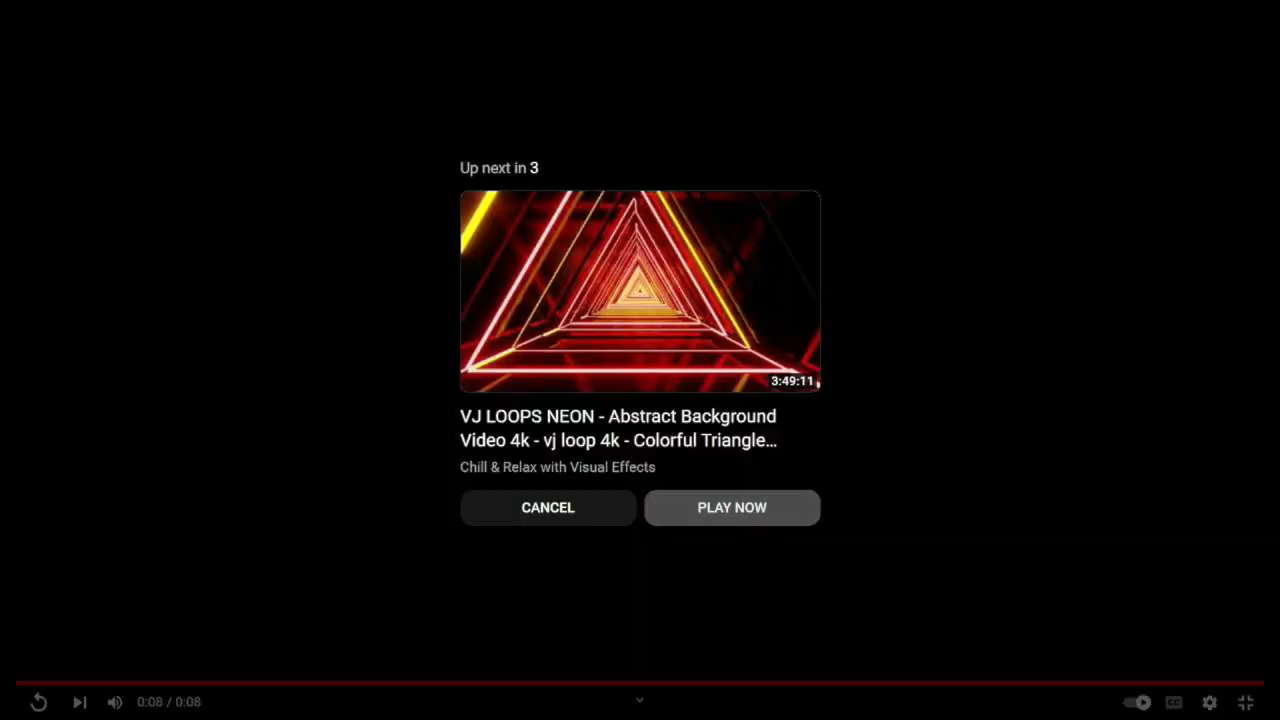 Up next in 3
3:49:11
VJ LOOPS NEON - Abstract Background
Video 4k - vj loop 4k - Colorful Triangle...
Chill & Relax with Visual Effects
CANCEL
PLAY NOW
0:08 / 0:08
CC